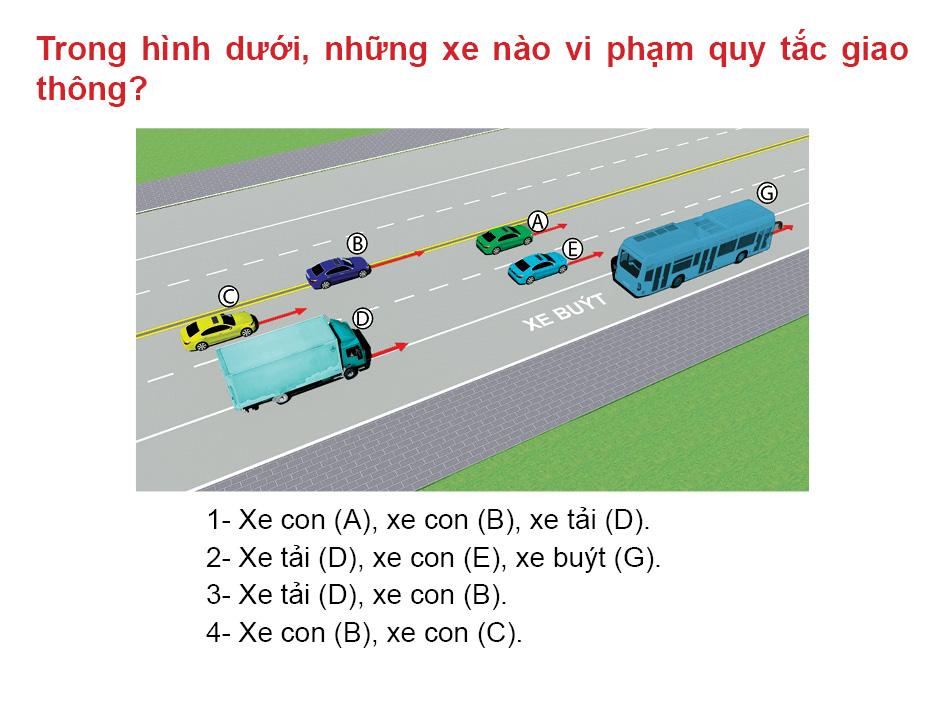 Trong hình dưới, những xe nào vi phạm quy tắc giao
thông?
G
A
B
E
C
D
XE BUÝT
1- Xe con (A), xe con (B), xe tải (D).
2- Xe tải (D), xe con (E), xe buýt (G).
3- Xe tải (D), xe con (B).
4- Xe con (B), xe con (C).